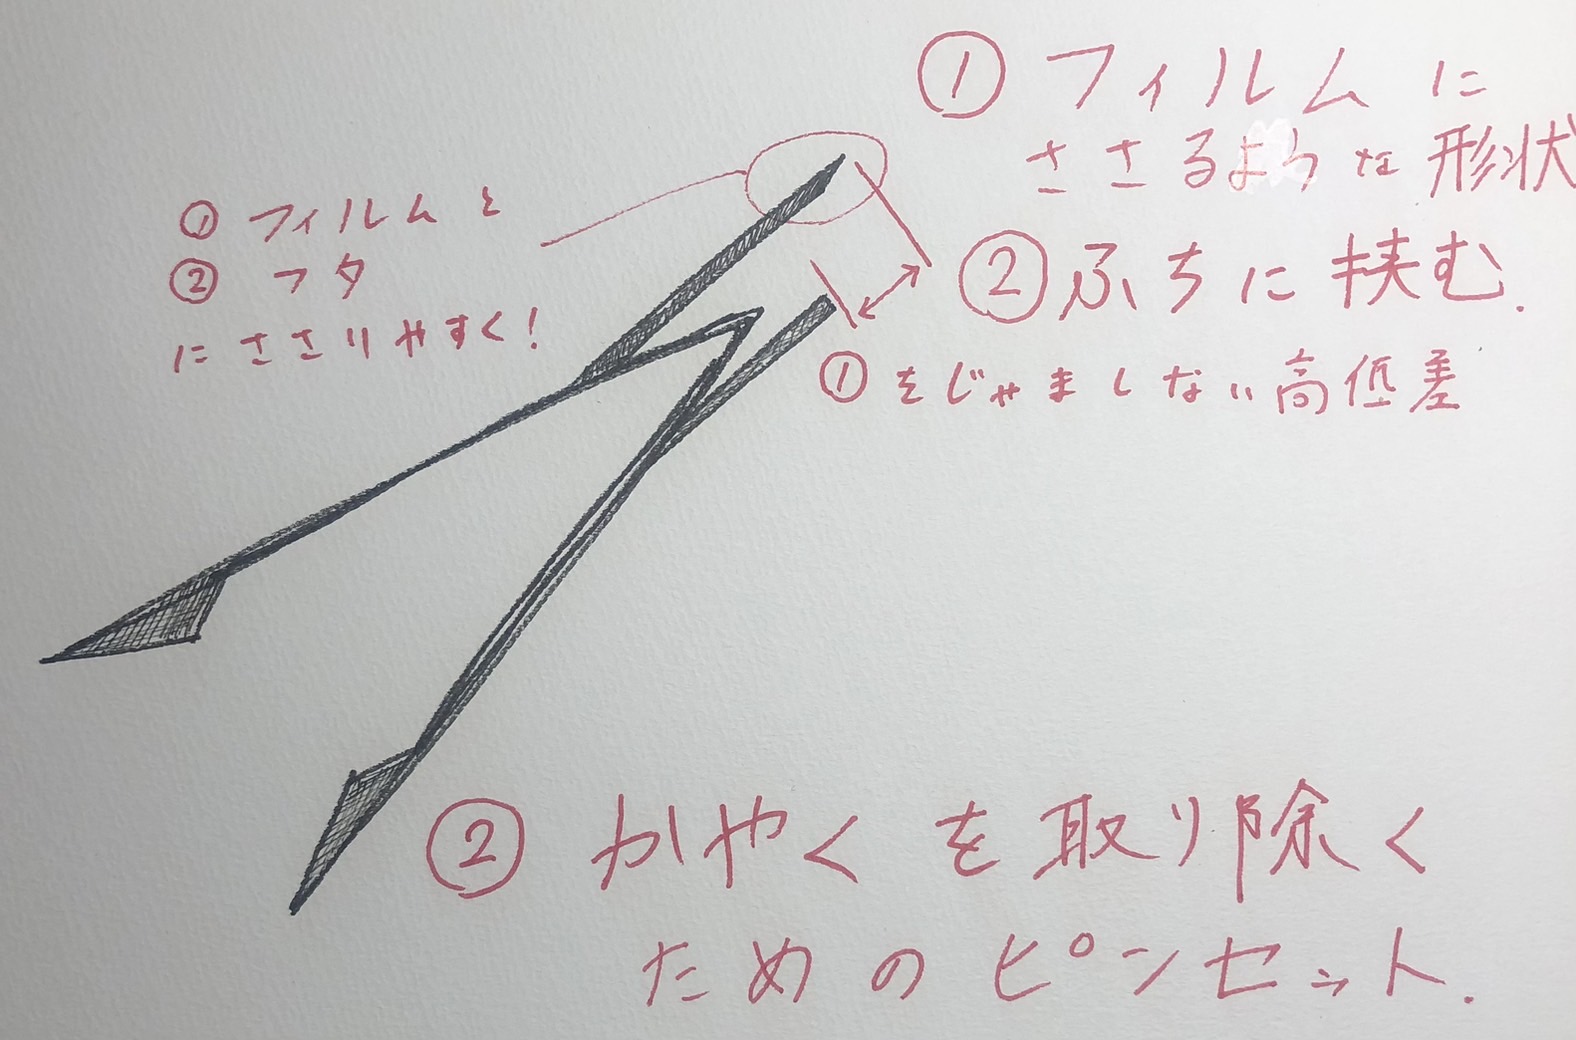 ① フィルムに
ささるような形状
① フィルムと
② フタ
にささりやすく!
② ふちに挟む.
① をじゃましない高低差
② かやくを取り除く
ためのピンセット.